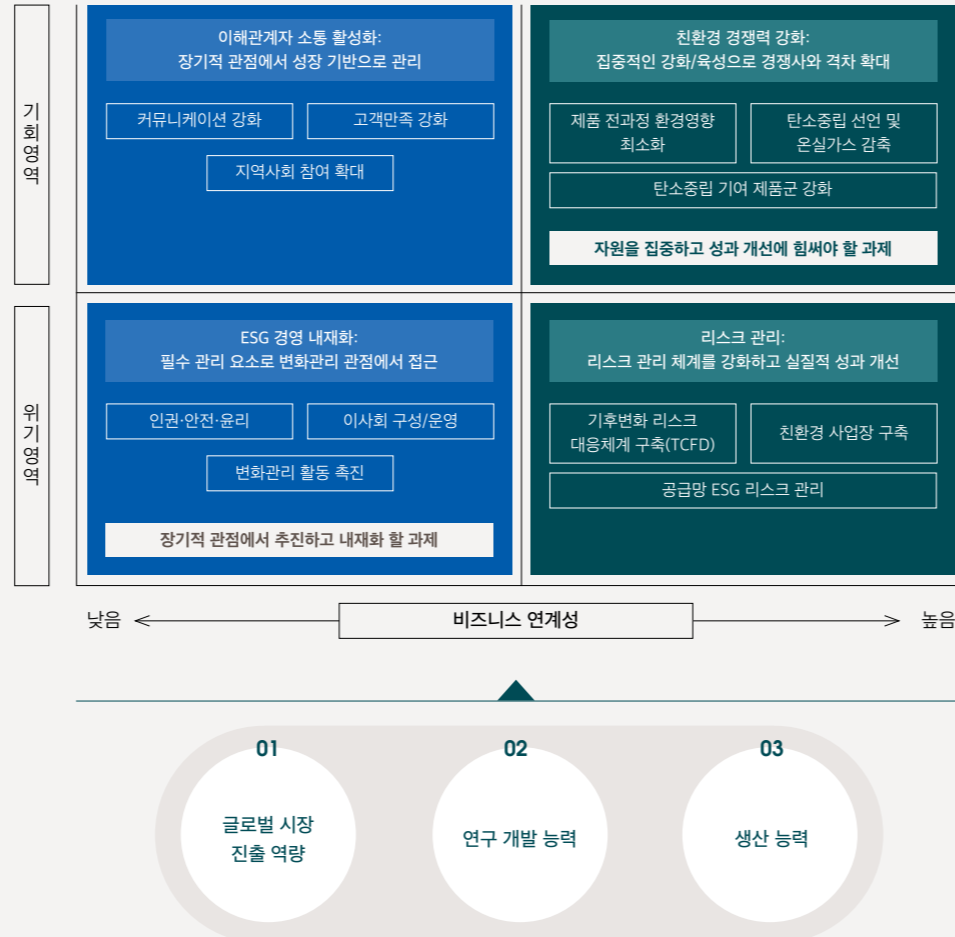 기회영역
이해관계자 소통 활성화:
장기적 관점에서 성장 기반으로 관리
커뮤니케이션 강화
고객만족 강화
지역사회 참여 확대
친환경 경쟁력 강화:
집중적인 강화/육성으로 경쟁사와 격차 확대
제품 전과정 환경영향
최소화
탄소중립 선언 및
온실가스 감축
탄소중립 기여 제품군 강화
자원을 집중하고 성과 개선에 힘써야 할 과제
위기영역
ESG 경영 내재화:
필수 관리 요소로 변화관리 관점에서 접근
인권·안전·윤리
이사회 구성/운영
변화관리 활동 촉진
장기적 관점에서 추진하고 내재화 할 과제
리스크 관리:
리스크 관리 체계를 강화하고 실질적 성과 개선
기후변화 리스크
대응체계 구축(TCFD)
친환경 사업장 구축
공급망 ESG 리스크 관리
낮음
비즈니스 연계성
높음
01
글로벌 시장
진출 역량
02
연구 개발 능력
03
생산 능력